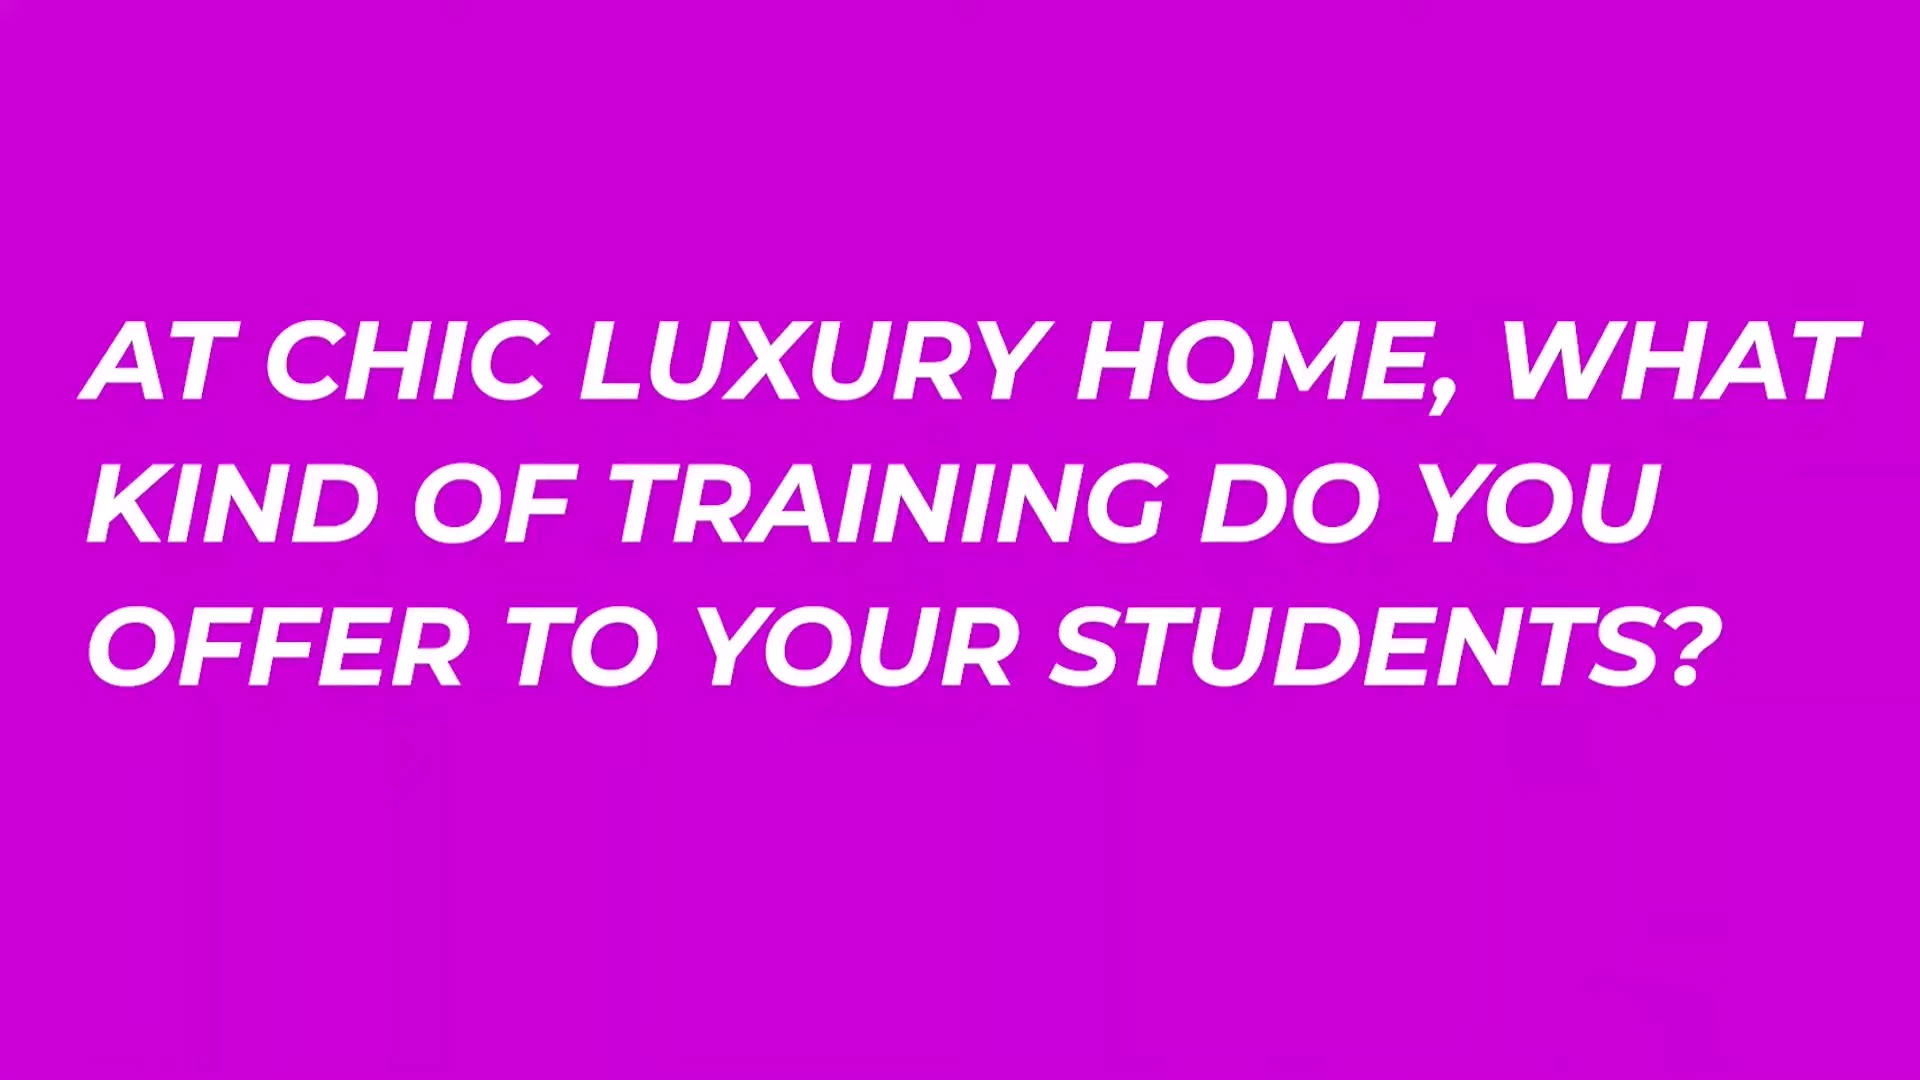 AT CHIC LUXURY HOME, WHAT
KIND OF TRAINING DO YOU
OFFER TO YOUR STUDENTS?